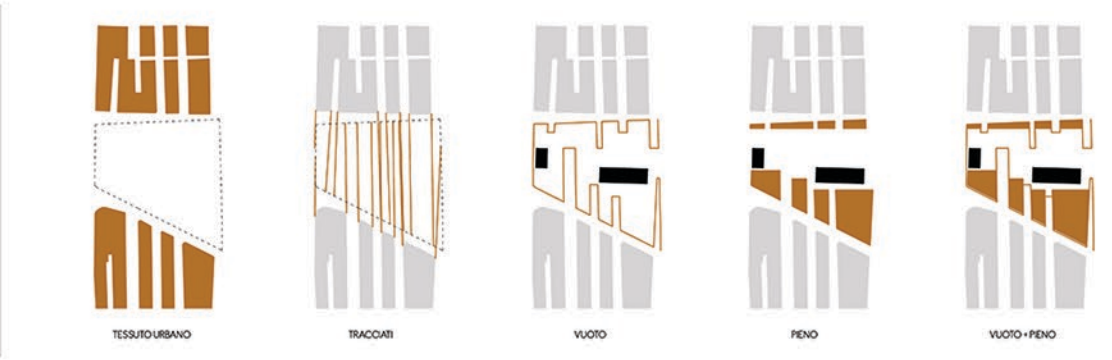 TESSUTO URBANO
TRACCIATI
VUOTO
PIENO
VUOTO + PIENO